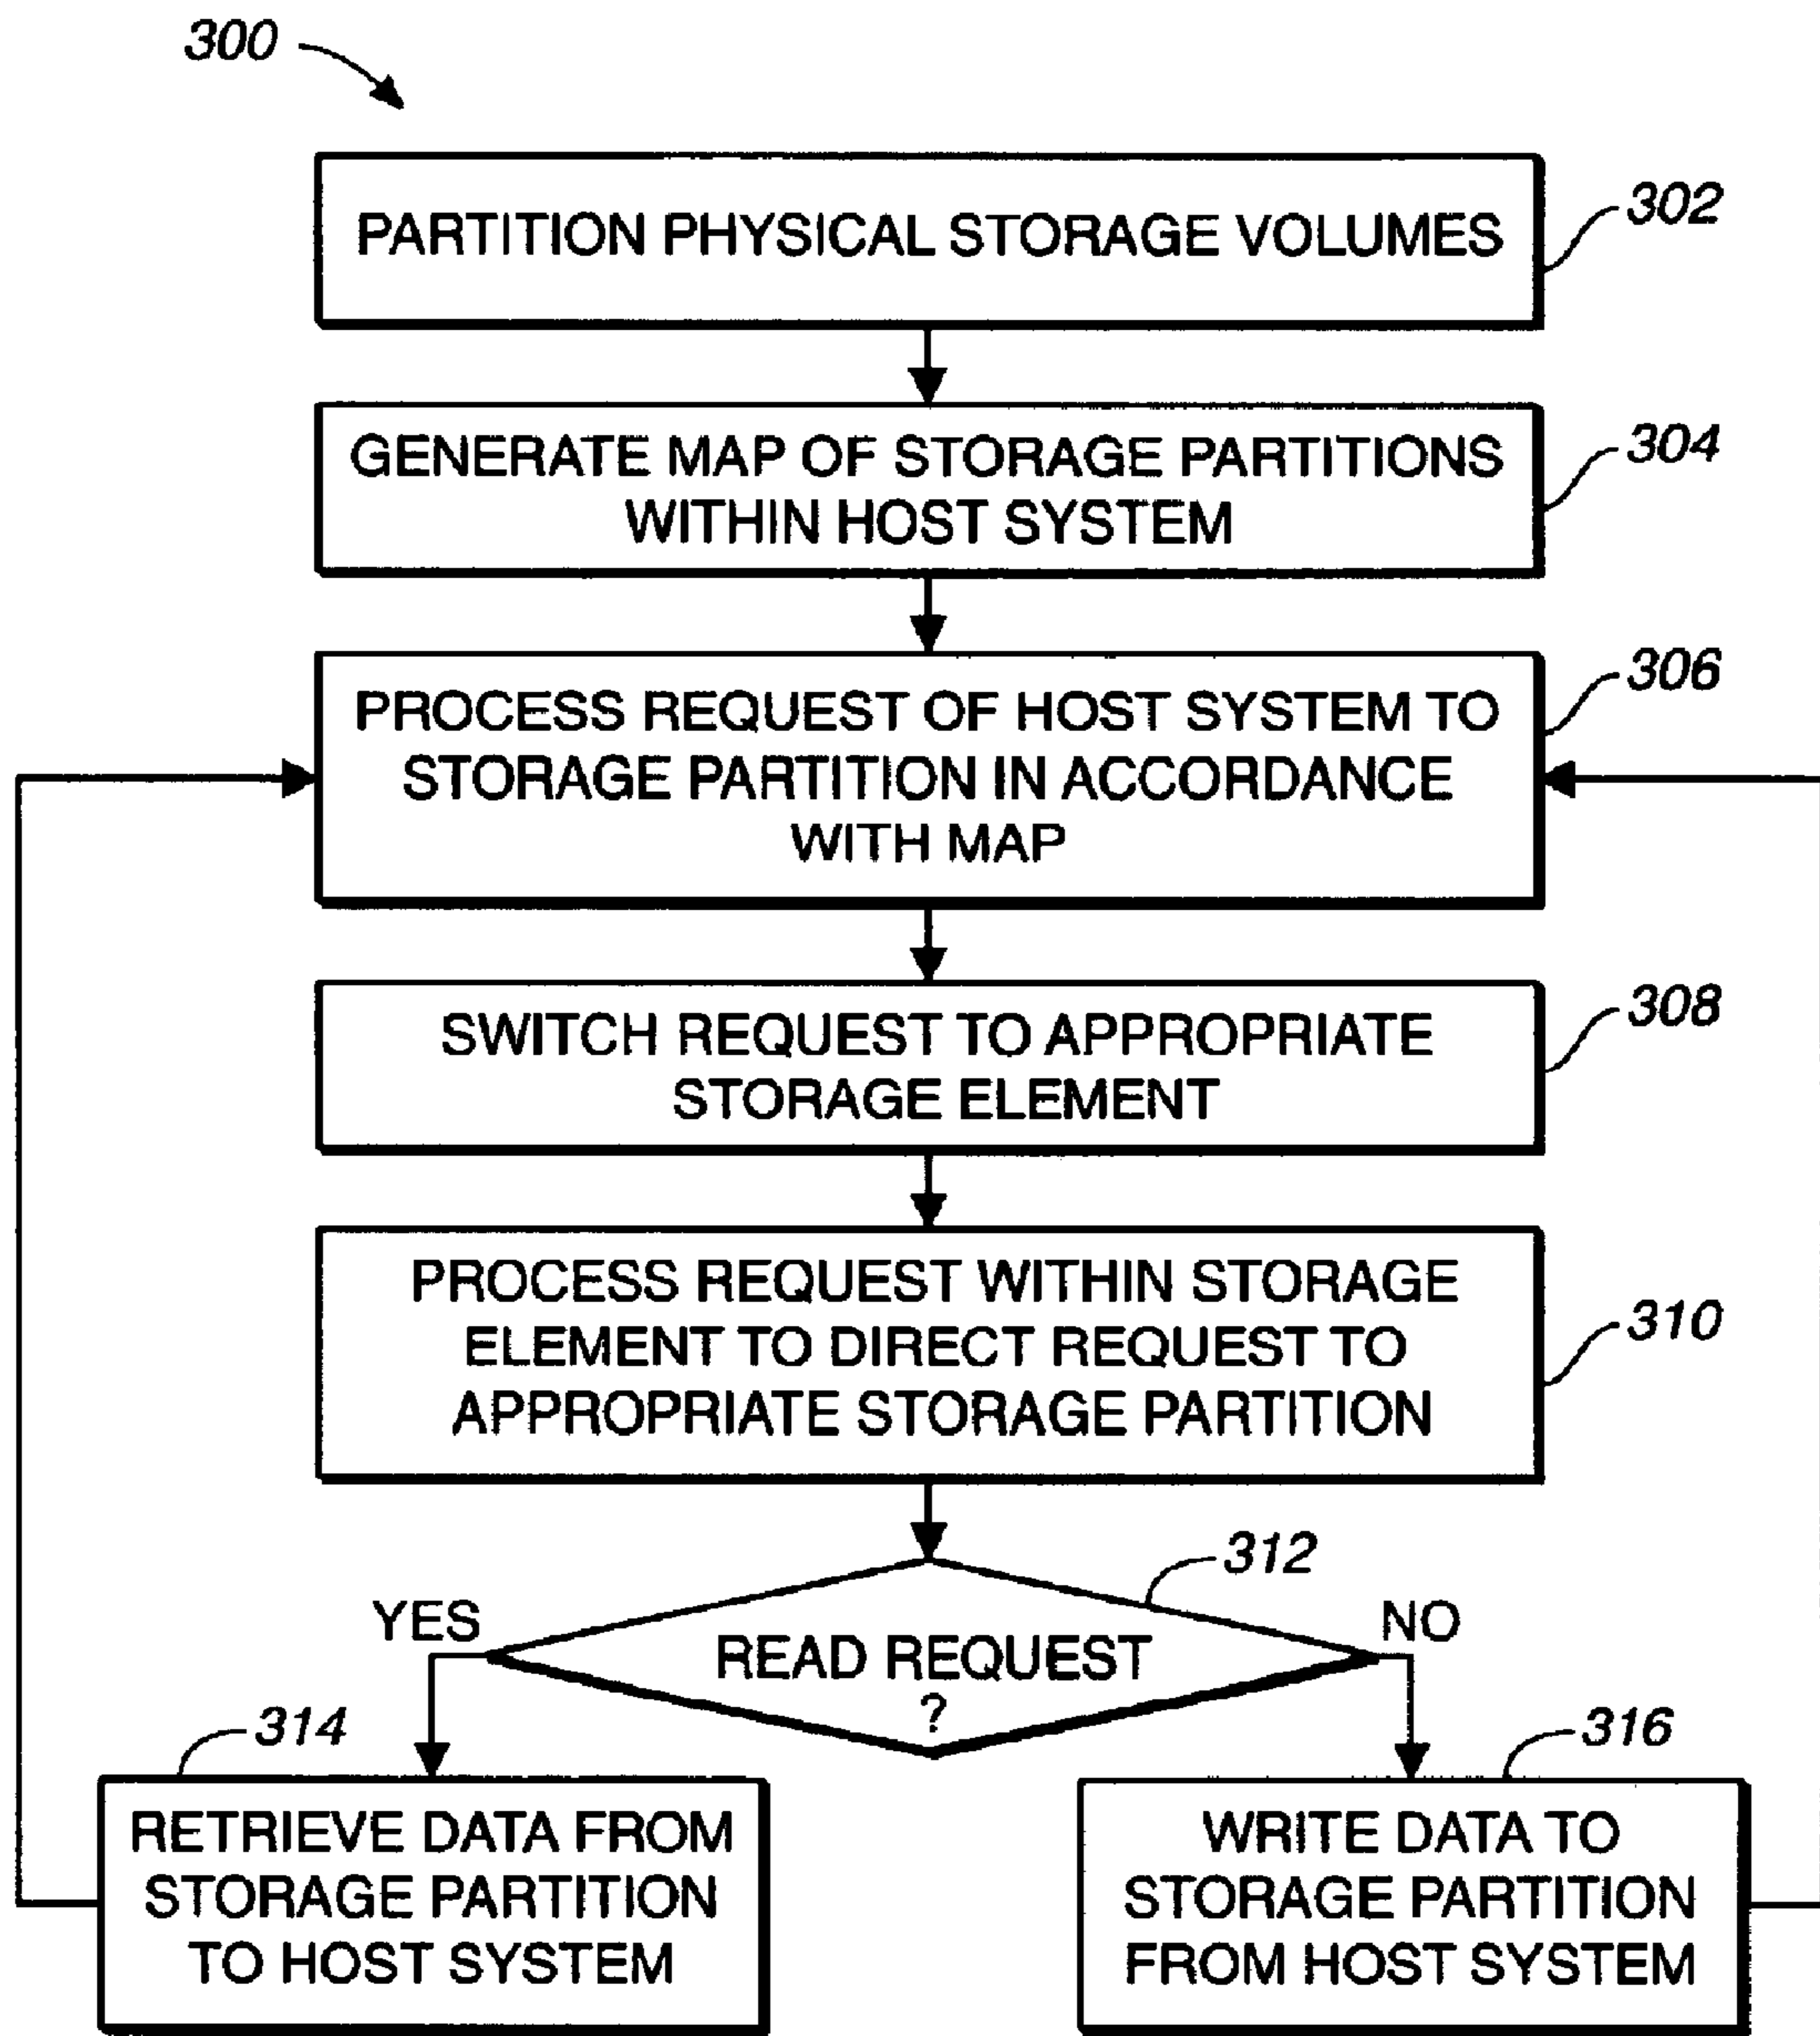 300
PARTITION PHYSICAL STORAGE VOLUMES
302
GENERATE MAP OF STORAGE PARTITIONS
WITHIN HOST SYSTEM
304
PROCESS REQUEST OF HOST SYSTEM TO
STORAGE PARTITION IN ACCORDANCE
WITH MAP
306
SWITCH REQUEST TO APPROPRIATE
STORAGE ELEMENT
308
PROCESS REQUEST WITHIN STORAGE
ELEMENT TO DIRECT REQUEST TO
APPROPRIATE STORAGE PARTITION
310
312
YES
READ REQUEST
?
NO
314
RETRIEVE DATA FROM
STORAGE PARTITION
TO HOST SYSTEM
316
WRITE DATA TO
STORAGE PARTITION
FROM HOST SYSTEM